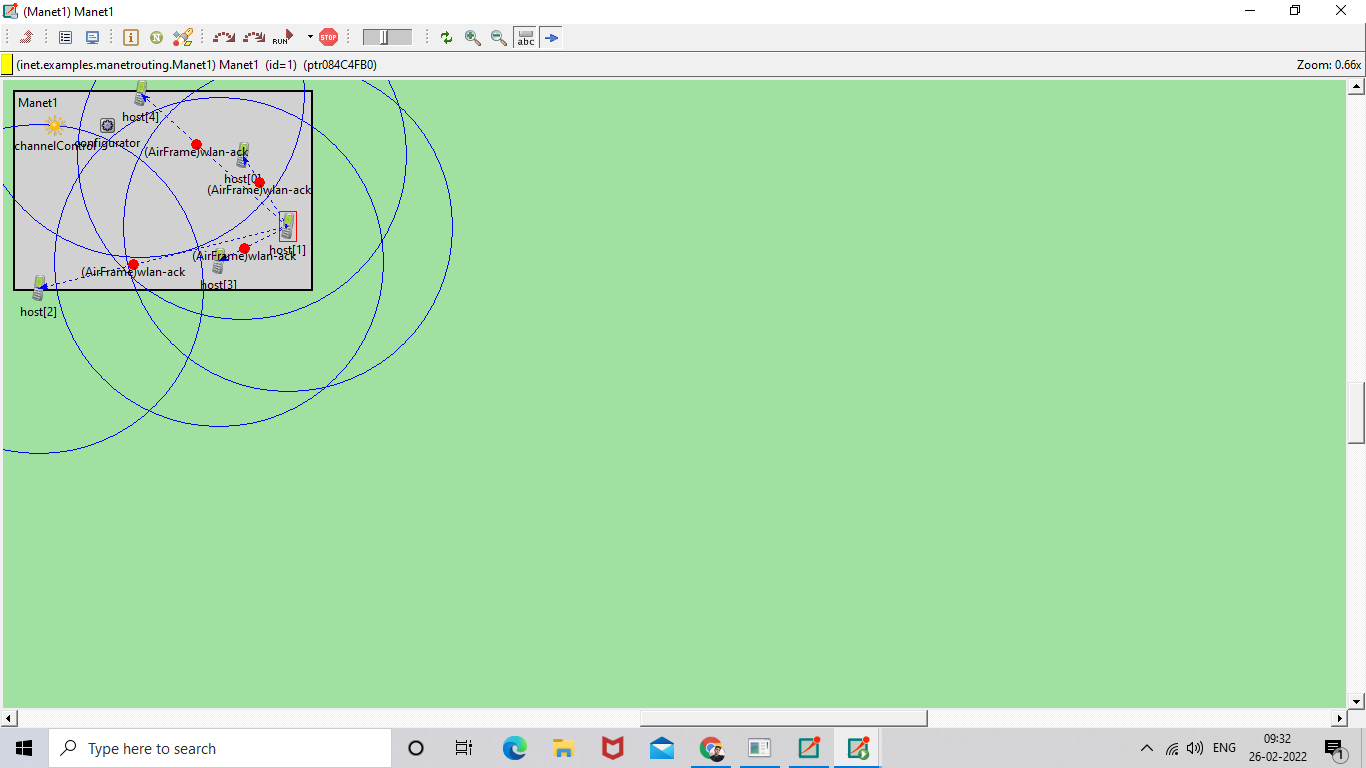 (Manet1) Manet1
RUN
STOP
abc
(inet.examples.manetrouting.Manet1) Manet1 (id=1) (ptr084C4FB0)
Zoom: 0.66x
Manet1
host[4]
channelControl
configurator
(AirFrame)wlan-ack
host[0]
(AirFrame)wlan-ack
host[1]
(AirFrame)wlan-ack
(AirFrame)wlan-ack
host[3]
host[2]
Type here to search
ENG
09:32
26-02-2022
1